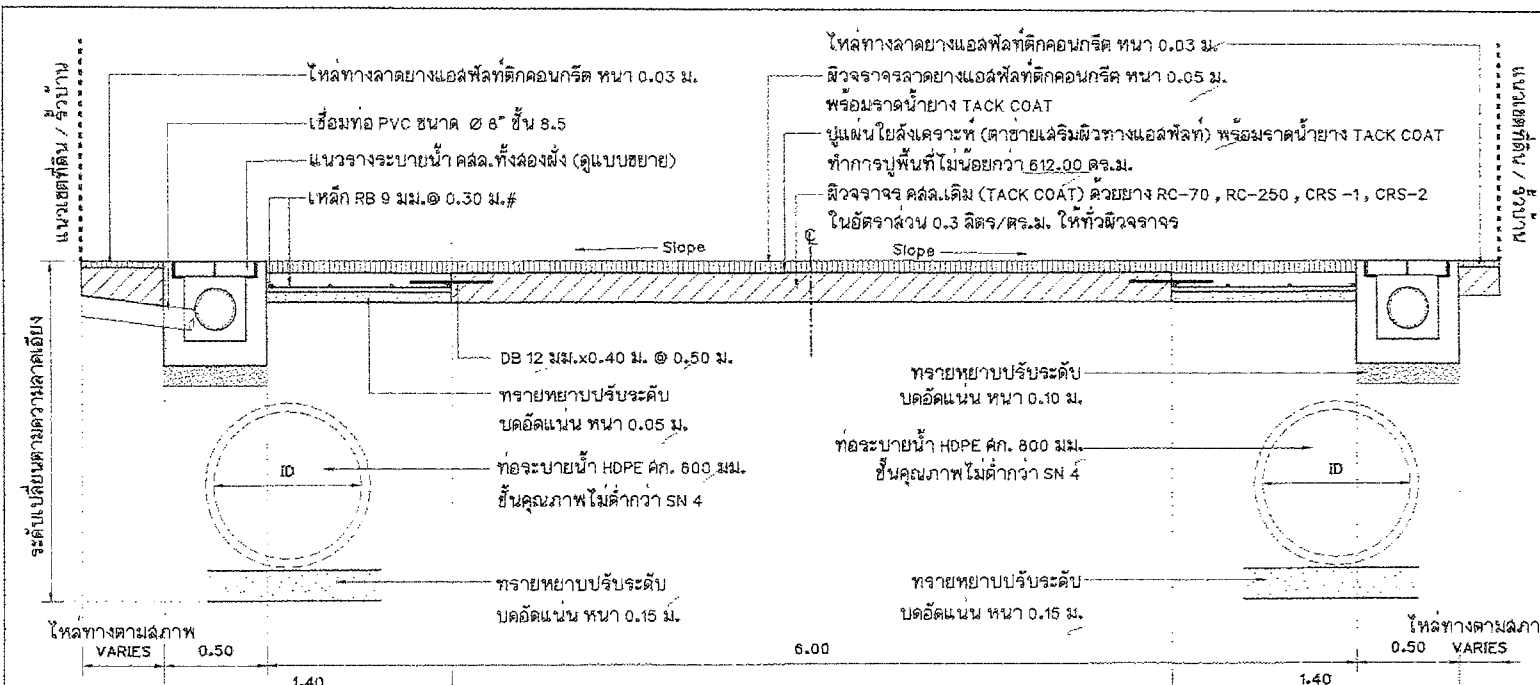 ไหล่ทางลาดยางแอสฟัลท์ติกคอนกรีต หนา 0.03 ม.
เชื่อมท่อ PVC ขนาด Ø 8" ชั้น 8.5
แนวรางระบายน้ำ คสล.ทั้งสองฝั่ง (ดูแบบขยาย)
เหล็ก RB 9 มม.@ 0.30 ม.#
ไหล่ทางลาดยางแอสฟัลท์ติกคอนกรีต หนา 0.03 ม.
ผิวจราจรลาดยางแอสฟัลท์ติกคอนกรีต หนา 0.05 ม.
พร้อมราดน้ำยาง TACK COAT
ปูแผ่นใยสังเคราะห์ (ตาข่ายเสริมผิวทางแอสฟัลท์) พร้อมราดน้ำยาง TACK COAT
ทำการปูพื้นที่ไม่น้อยกว่า 612.00 ตร.ม.
ผิวจราจร คสล.เดิม (TACK COAT) ด้วยยาง RC-70 , RC-250 , CRS -1, CRS-2
ในอัตราส่วน 0.3 ลิตร/ตร.ม. ให้ทั่วผิวจราจร
แนวเขตที่ดิน / รั้วบ้าน
แนวเขตที่ดิน / รั้วบ้าน
Slope
Slope
ระดับเปลี่ยนตามความลาดเอียง
DB 12 มม.x0.40 ม. @ 0.50 ม.
ทรายหยาบปรับระดับ
บดอัดแน่น หนา 0.05 ม.
ท่อระบายน้ำ HDPE ศก. 600 มม.
ชั้นคุณภาพไม่ต่ำกว่า SN 4
ID
ทรายหยาบปรับระดับ
บดอัดแน่น หนา 0.15 ม.
ทรายหยาบปรับระดับ
บดอัดแน่น หนา 0.10 ม.
ท่อระบายน้ำ HDPE ศก. 800 มม.
ชั้นคุณภาพไม่ต่ำกว่า SN 4
ID
ทรายหยาบปรับระดับ
บดอัดแน่น หนา 0.15 ม.
ไหล่ทางตามสภาพ
VARIES
0.50
6.00
0.50
ไหล่ทางตามสภา
VARIES
1.40
1.40